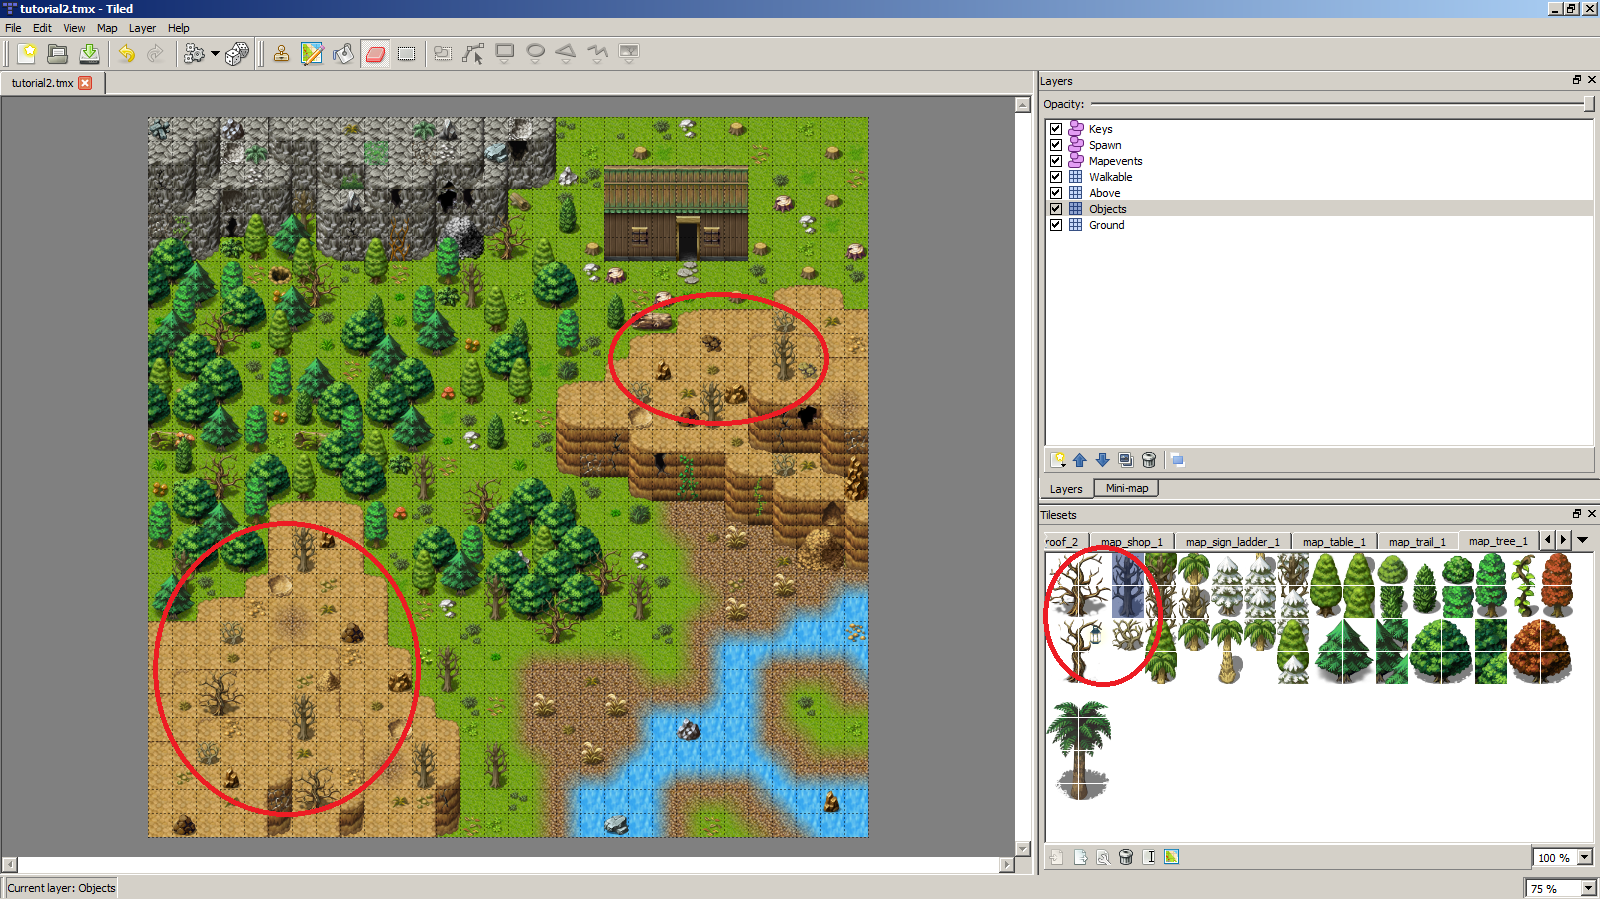 tutorial2.tmx - Tiled
File Edit View Map Layer Help
tutorial2.tmx
Layers
Opacity:
Keys
Spawn
Mapevents
Walkable
Above
Objects
Ground
Layers Mini-map
Tilesets
roof_2 map_shop_1 map_sign_ladder_1 map_table_1 map_trail_1 map_tree_1
100 %
Current layer: Objects
75 %